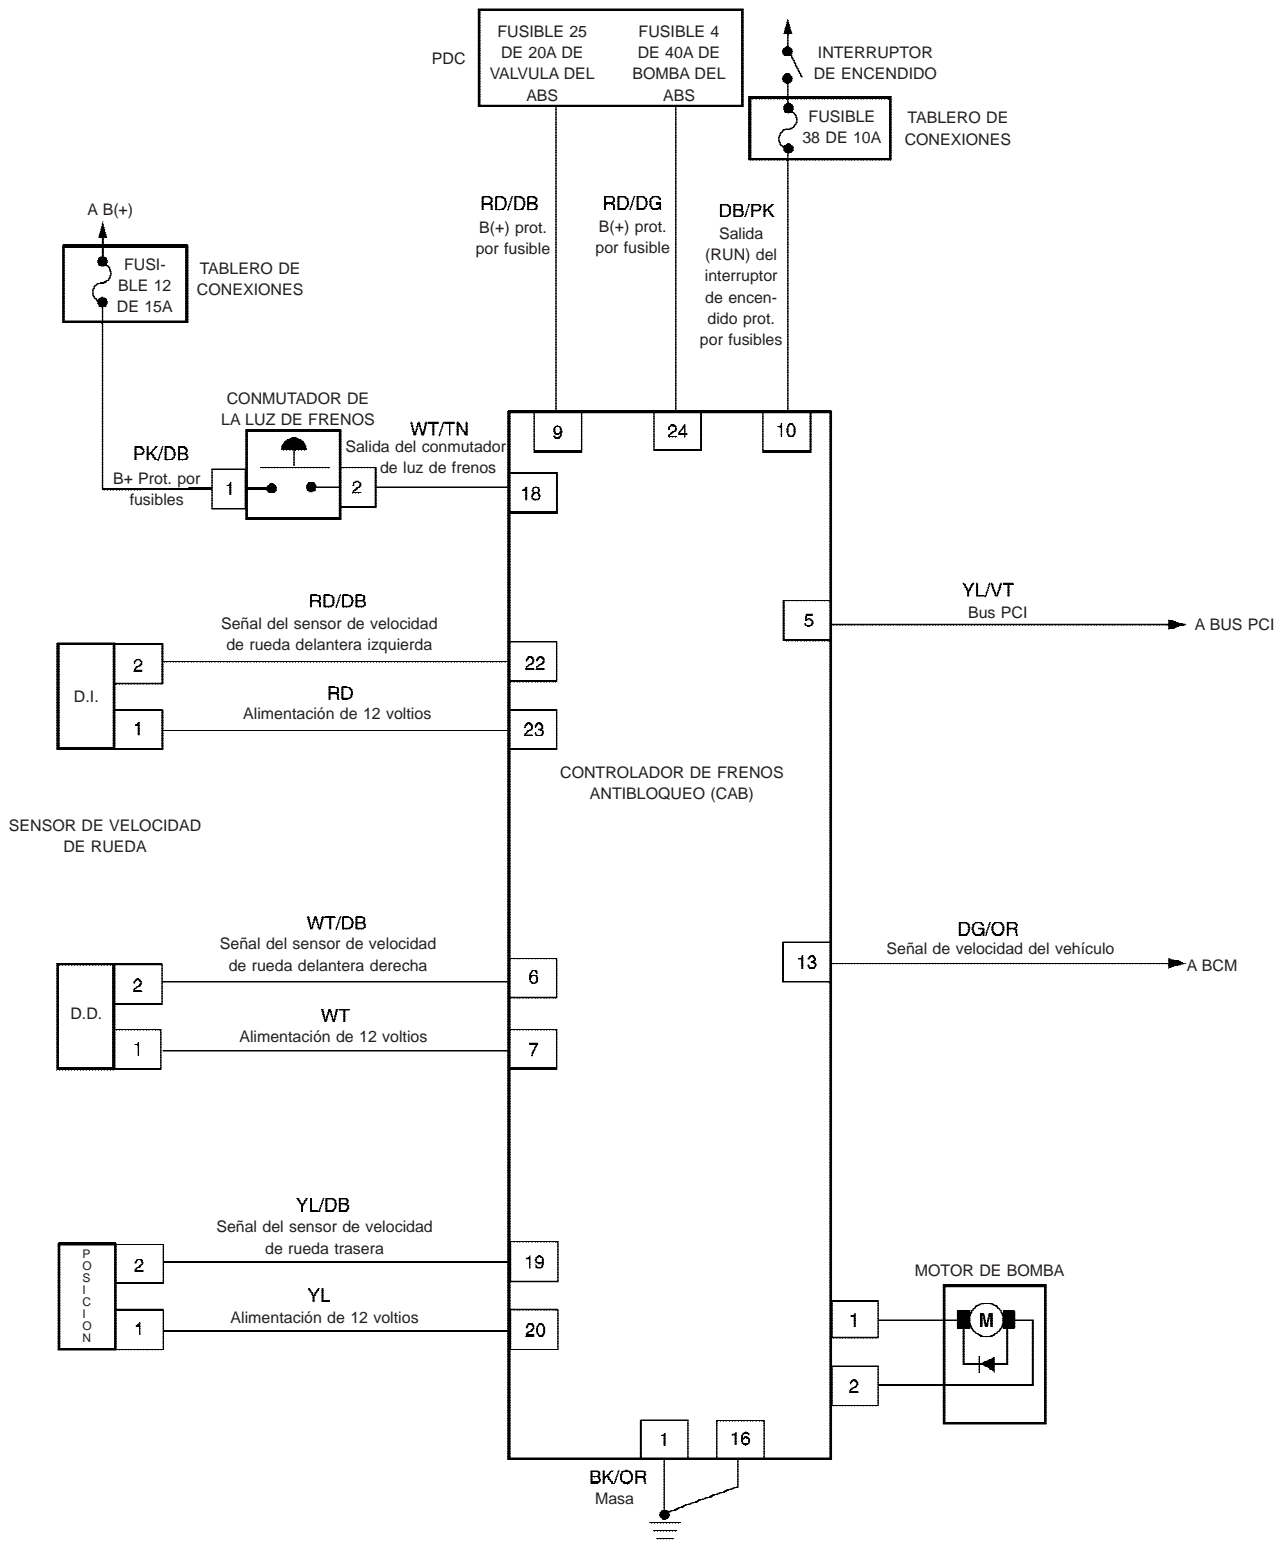 PDC
FUSIBLE 25
DE 20A DE
VALVULA DEL
ABS
FUSIBLE 4
DE 40A DE
BOMBA DEL
ABS
INTERRUPTOR
DE ENCENDIDO
FUSIBLE
38 DE 10A
TABLERO DE
CONEXIONES
RD/DB
B(+) prot.
por fusible
RD/DG
B(+) prot.
por fusible
DB/PK
Salida
(RUN) del
interruptor
de encen-
dido prot.
por fusibles
A B(+)
FUSI-
BLE 12
DE 15A
TABLERO DE
CONEXIONES
CONMUTADOR DE
LA LUZ DE FRENOS
PK/DB
B+ Prot. por
fusibles
1
2
WT/TN
Salida del conmutador
de luz de frenos
9
24
10
18
RD/DB
Señal del sensor de velocidad
de rueda delantera izquierda
D.I.
2
22
RD
Alimentación de 12 voltios
1
23
5
YL/VT
Bus PCI
A BUS PCI
CONTROLADOR DE FRENOS
ANTIBLOQUEO (CAB)
SENSOR DE VELOCIDAD
DE RUEDA
WT/DB
Señal del sensor de velocidad
de rueda delantera derecha
D.D.
2
6
WT
Alimentación de 12 voltios
1
7
13
DG/OR
Señal de velocidad del vehículo
A BCM
YL/DB
Señal del sensor de velocidad
de rueda trasera
POSICION
2
19
YL
Alimentación de 12 voltios
1
20
MOTOR DE BOMBA
1
M
2
1
16
BK/OR
Masa